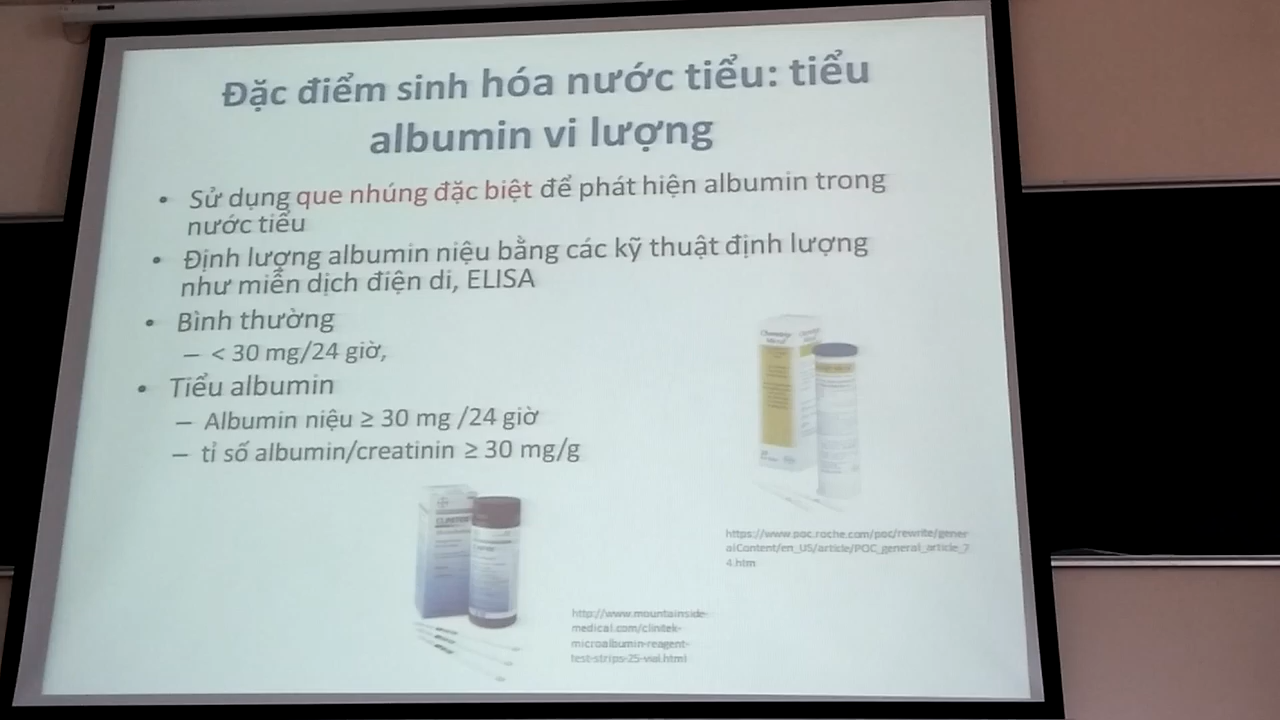 Đặc điểm sinh hóa nước tiểu: tiểu
albumin vi lượng
• Sử dụng que nhúng đặc biệt để phát hiện albumin trong
nước tiểu
• Định lượng albumin niệu bằng các kỹ thuật định lượng
như miễn dịch điện di, ELISA
• Bình thường
– < 30 mg/24 giờ,
• Tiểu albumin
– Albumin niệu ≥ 30 mg /24 giờ
– tỉ số albumin/creatinin ≥ 30 mg/g
https://www.poc.roche.com/poc/rewrite/gener
alContent/en_US/article/POC_general_article_7
4.htm
http://www.mountainside-
medical.com/clinitek-
microalbumin-reagent-
test-strips-25-vial.html